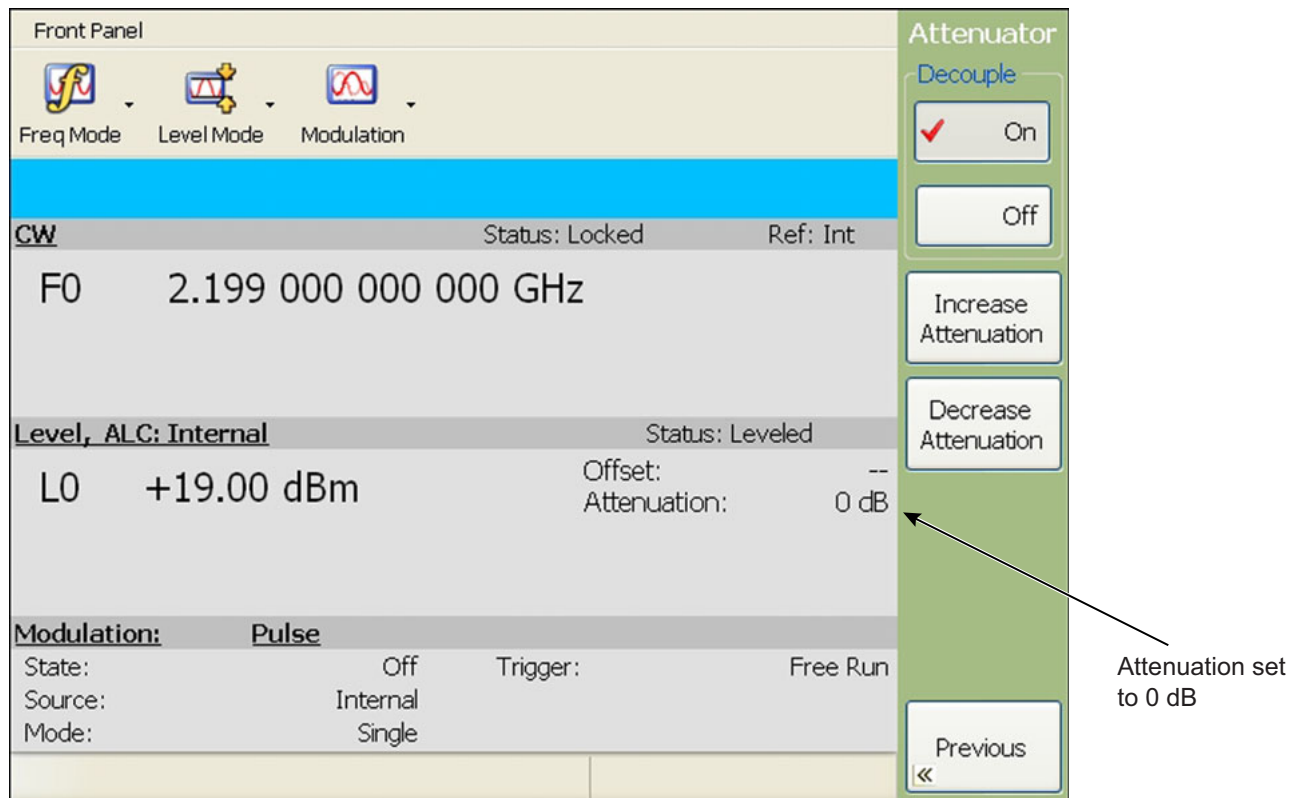 Front Panel
Freq Mode Level Mode Modulation
CW Status: Locked Ref: Int
F0 2.199 000 000 000 GHz
Level, ALC: Internal Status: Leveled
L0 +19.00 dBm
Offset: --
Attenuation: 0 dB
Modulation: Pulse
State: Off Trigger: Free Run
Source: Internal
Mode: Single
Attenuator
Decouple
On
Off
Increase
Attenuation
Decrease
Attenuation
Previous
Attenuation set
to 0 dB